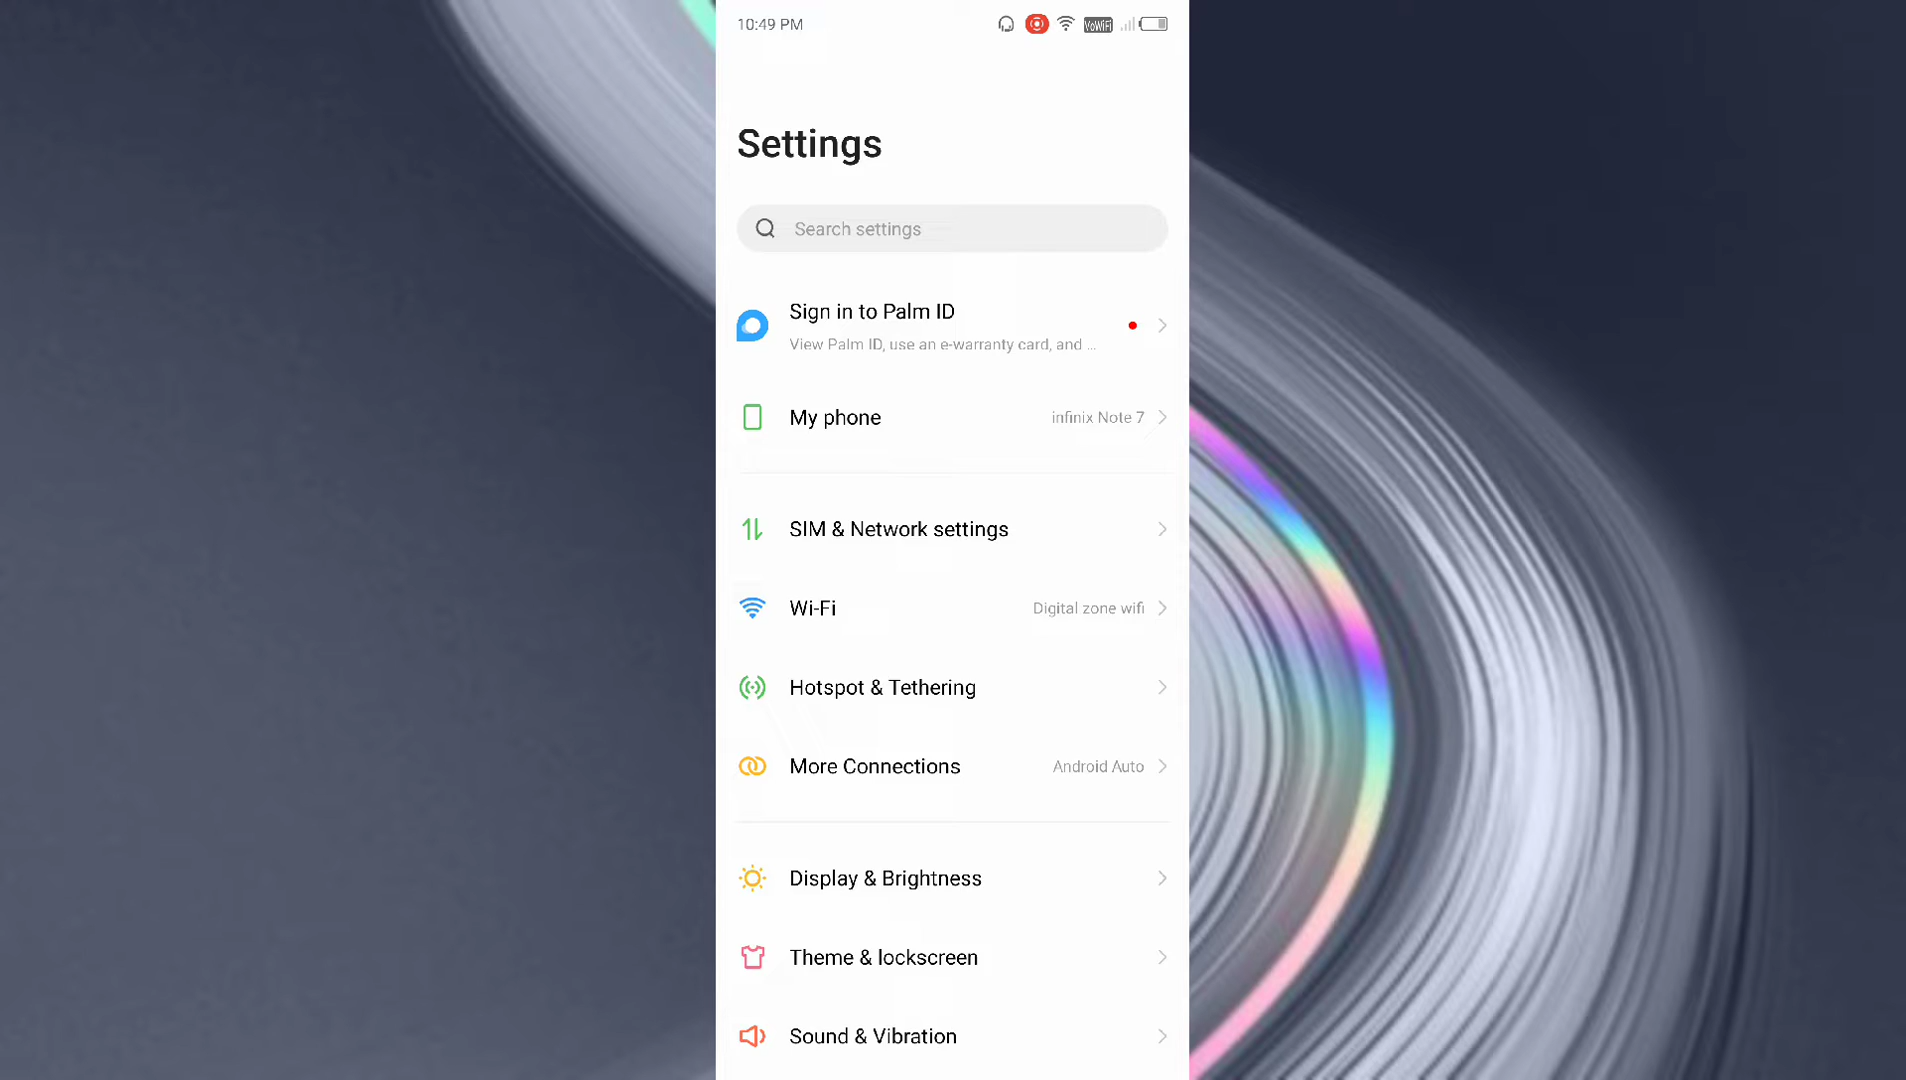 10:49 PM
VoWiFi
Settings
Search settings
Sign in to Palm ID
View Palm ID, use an e-warranty card, and ...
My phone
infinix Note 7
SIM & Network settings
Wi-Fi
Digital zone wifi
Hotspot & Tethering
More Connections
Android Auto
Display & Brightness
Theme & lockscreen
Sound & Vibration